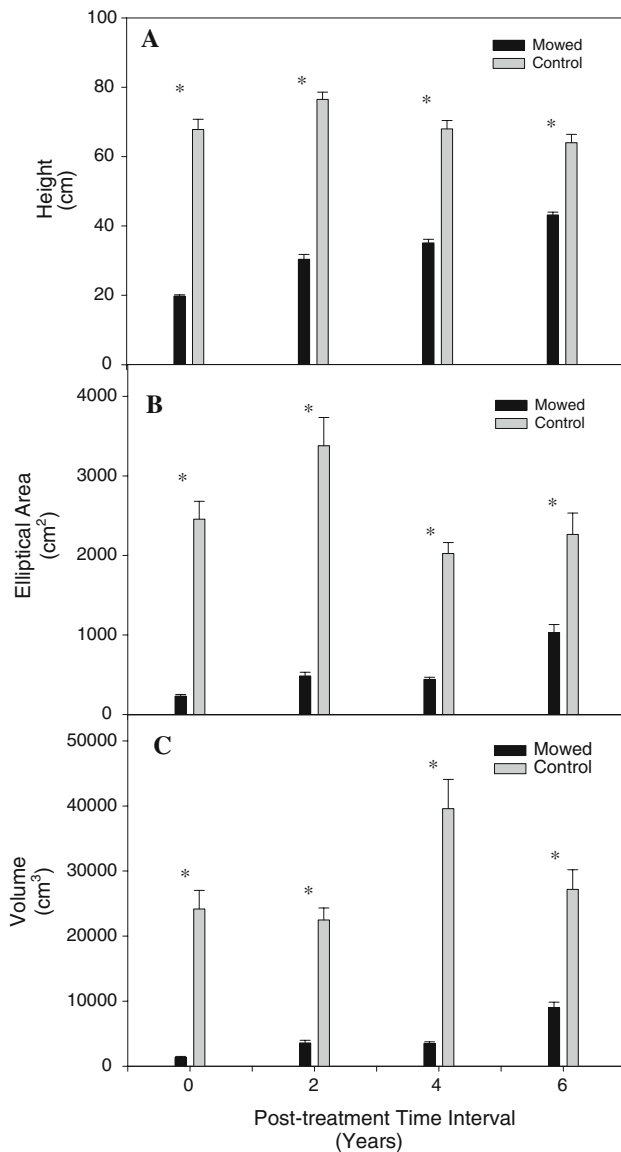 A
Mowed
Control
*
*
*
*
100
80
60
40
20
0
Height
(cm)
B
Mowed
Control
*
*
*
*
4000
3000
2000
1000
0
Elliptical Area
(cm²)
C
Mowed
Control
*
*
*
*
50000
40000
30000
20000
10000
0
Volume
(cm³)
0 2 4 6
Post-treatment Time Interval
(Years)